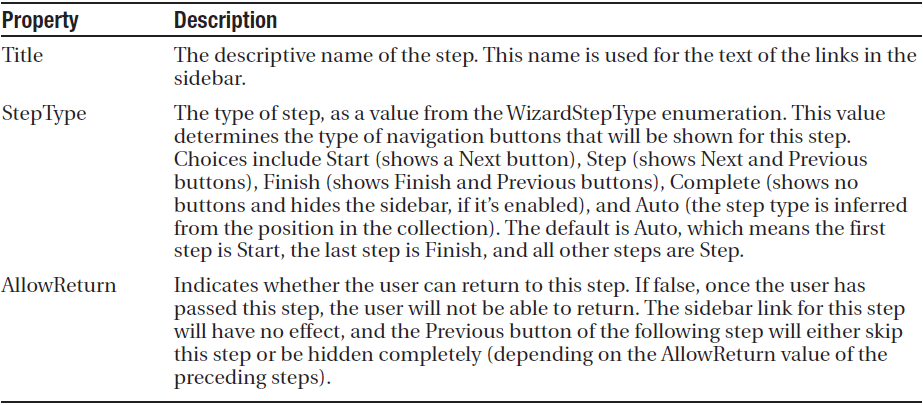 Property Description
Title The descriptive name of the step. This name is used for the text of the links in the
sidebar.
StepType The type of step, as a value from the WizardStepType enumeration. This value
determines the type of navigation buttons that will be shown for this step.
Choices include Start (shows a Next button), Step (shows Next and Previous
buttons), Finish (shows Finish and Previous buttons), Complete (shows no
buttons and hides the sidebar, if it's enabled), and Auto (the step type is inferred
from the position in the collection). The default is Auto, which means the first
step is Start, the last step is Finish, and all other steps are Step.
AllowReturn Indicates whether the user can return to this step. If false, once the user has
passed this step, the user will not be able to return. The sidebar link for this step
will have no effect, and the Previous button of the following step will either skip
this step or be hidden completely (depending on the AllowReturn value of the
preceding steps).